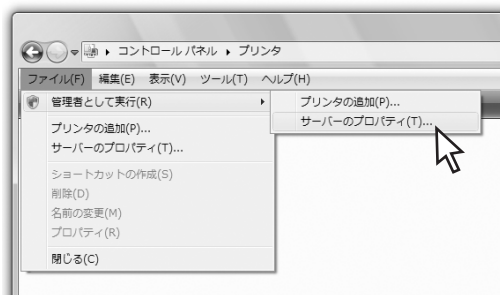 コントロール パネル ▸ プリンタ
ファイル(F) 編集(E) 表示(V) ツール(T) ヘルプ(H)
管理者として実行(R)
プリンタの追加(P)...
サーバーのプロパティ(T)...
プリンタの追加(P)...
サーバーのプロパティ(T)...
ショートカットの作成(S)
削除(D)
名前の変更(M)
プロパティ(R)
閉じる(C)